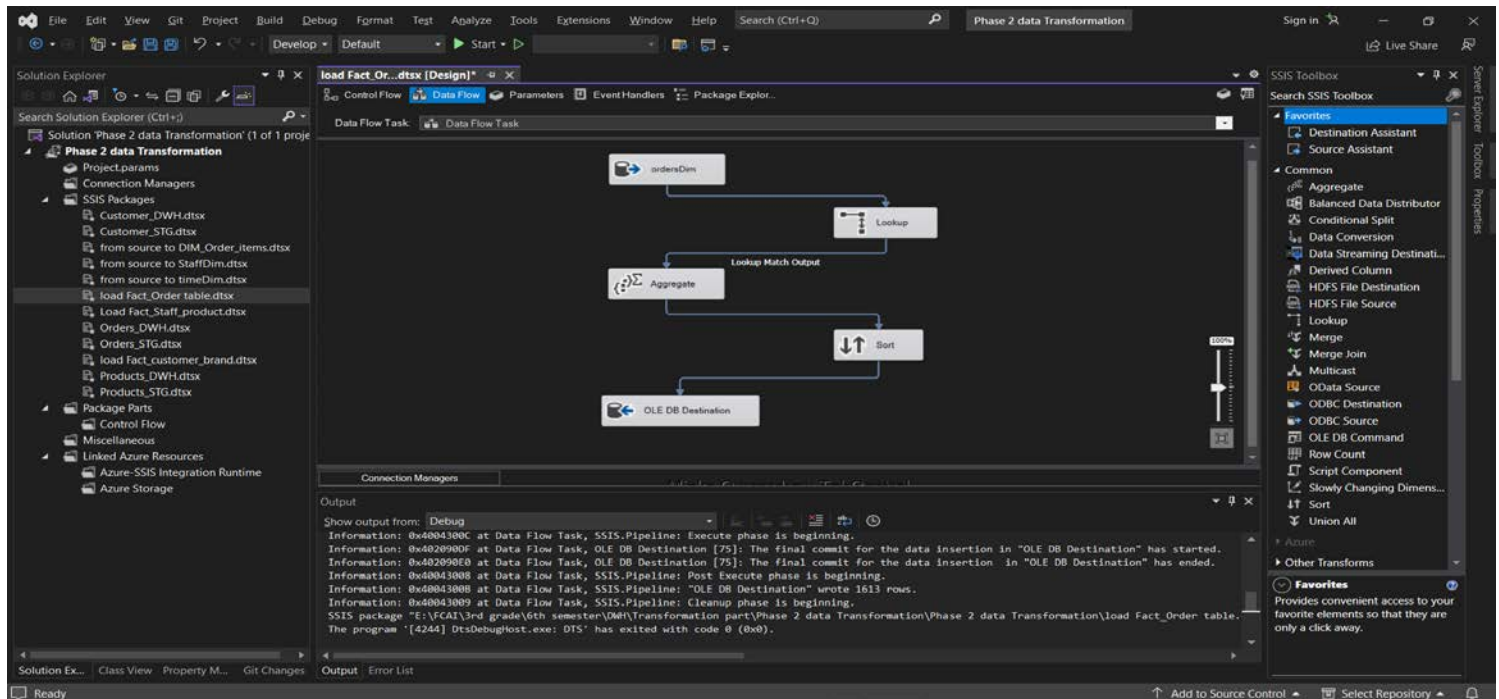 File Edit View Git Project Build Debug Format Test Analyze Tools Extensions Window Help Search (Ctrl+Q) Phase 2 data Transformation Sign in
Develop Default Start Live Share
Solution Explorer
Search Solution Explorer (Ctrl+;)
Solution 'Phase 2 data Transformation' (1 of 1 proje
Phase 2 data Transformation
Project.params
Connection Managers
SSIS Packages
Customer_DWH.dtsx
Customer_STG.dtsx
from source to DIM_Order_items.dtsx
from source to StaffDim.dtsx
from source to timeDim.dtsx
load Fact_Order table.dtsx
Load Fact_Staff_product.dtsx
Orders_DWH.dtsx
Orders_STG.dtsx
load Fact_customer_brand.dtsx
Products_DWH.dtsx
Products_STG.dtsx
Package Parts
Control Flow
Miscellaneous
Linked Azure Resources
Azure-SSIS Integration Runtime
Azure Storage
Solution Ex... Class View Property M... Git Changes
load Fact_Or...dtsx [Design]*
Control Flow Data Flow Parameters Event Handlers Package Explor...
Data Flow Task: Data Flow Task
ordersDim
Lookup
Lookup Match Output
Aggregate
Sort
OLE DB Destination
100%
Connection Managers
Output
Show output from: Debug
Information: 0x4004300C at Data Flow Task, SSIS.Pipeline: Execute phase is beginning.
Information: 0x402090DF at Data Flow Task, OLE DB Destination [75]: The final commit for the data insertion in "OLE DB Destination" has started.
Information: 0x402090E0 at Data Flow Task, OLE DB Destination [75]: The final commit for the data insertion  in "OLE DB Destination" has ended.
Information: 0x40043008 at Data Flow Task, SSIS.Pipeline: Post Execute phase is beginning.
Information: 0x4004300B at Data Flow Task, SSIS.Pipeline: "OLE DB Destination" wrote 1613 rows.
Information: 0x40043009 at Data Flow Task, SSIS.Pipeline: Cleanup phase is beginning.
SSIS package "E:\FCAI\3rd grade\6th semester\DWH\Transformation part\Phase 2 data Transformation\Phase 2 data Transformation\load Fact_Order table.
The program '[4244] DtsDebugHost.exe: DTS' has exited with code 0 (0x0).
Output Error List
SSIS Toolbox
Search SSIS Toolbox
Favorites
Destination Assistant
Source Assistant
Common
Aggregate
Balanced Data Distributor
Conditional Split
Data Conversion
Data Streaming Destinati...
Derived Column
HDFS File Destination
HDFS File Source
Lookup
Merge
Merge Join
Multicast
OData Source
ODBC Destination
ODBC Source
OLE DB Command
Row Count
Script Component
Slowly Changing Dimens...
Sort
Union All
Azure
Other Transforms
Favorites
Provides convenient access to your
favorite elements so that they are
only a click away.
Server Explorer
Toolbox
Properties
Ready Add to Source Control Select Repository